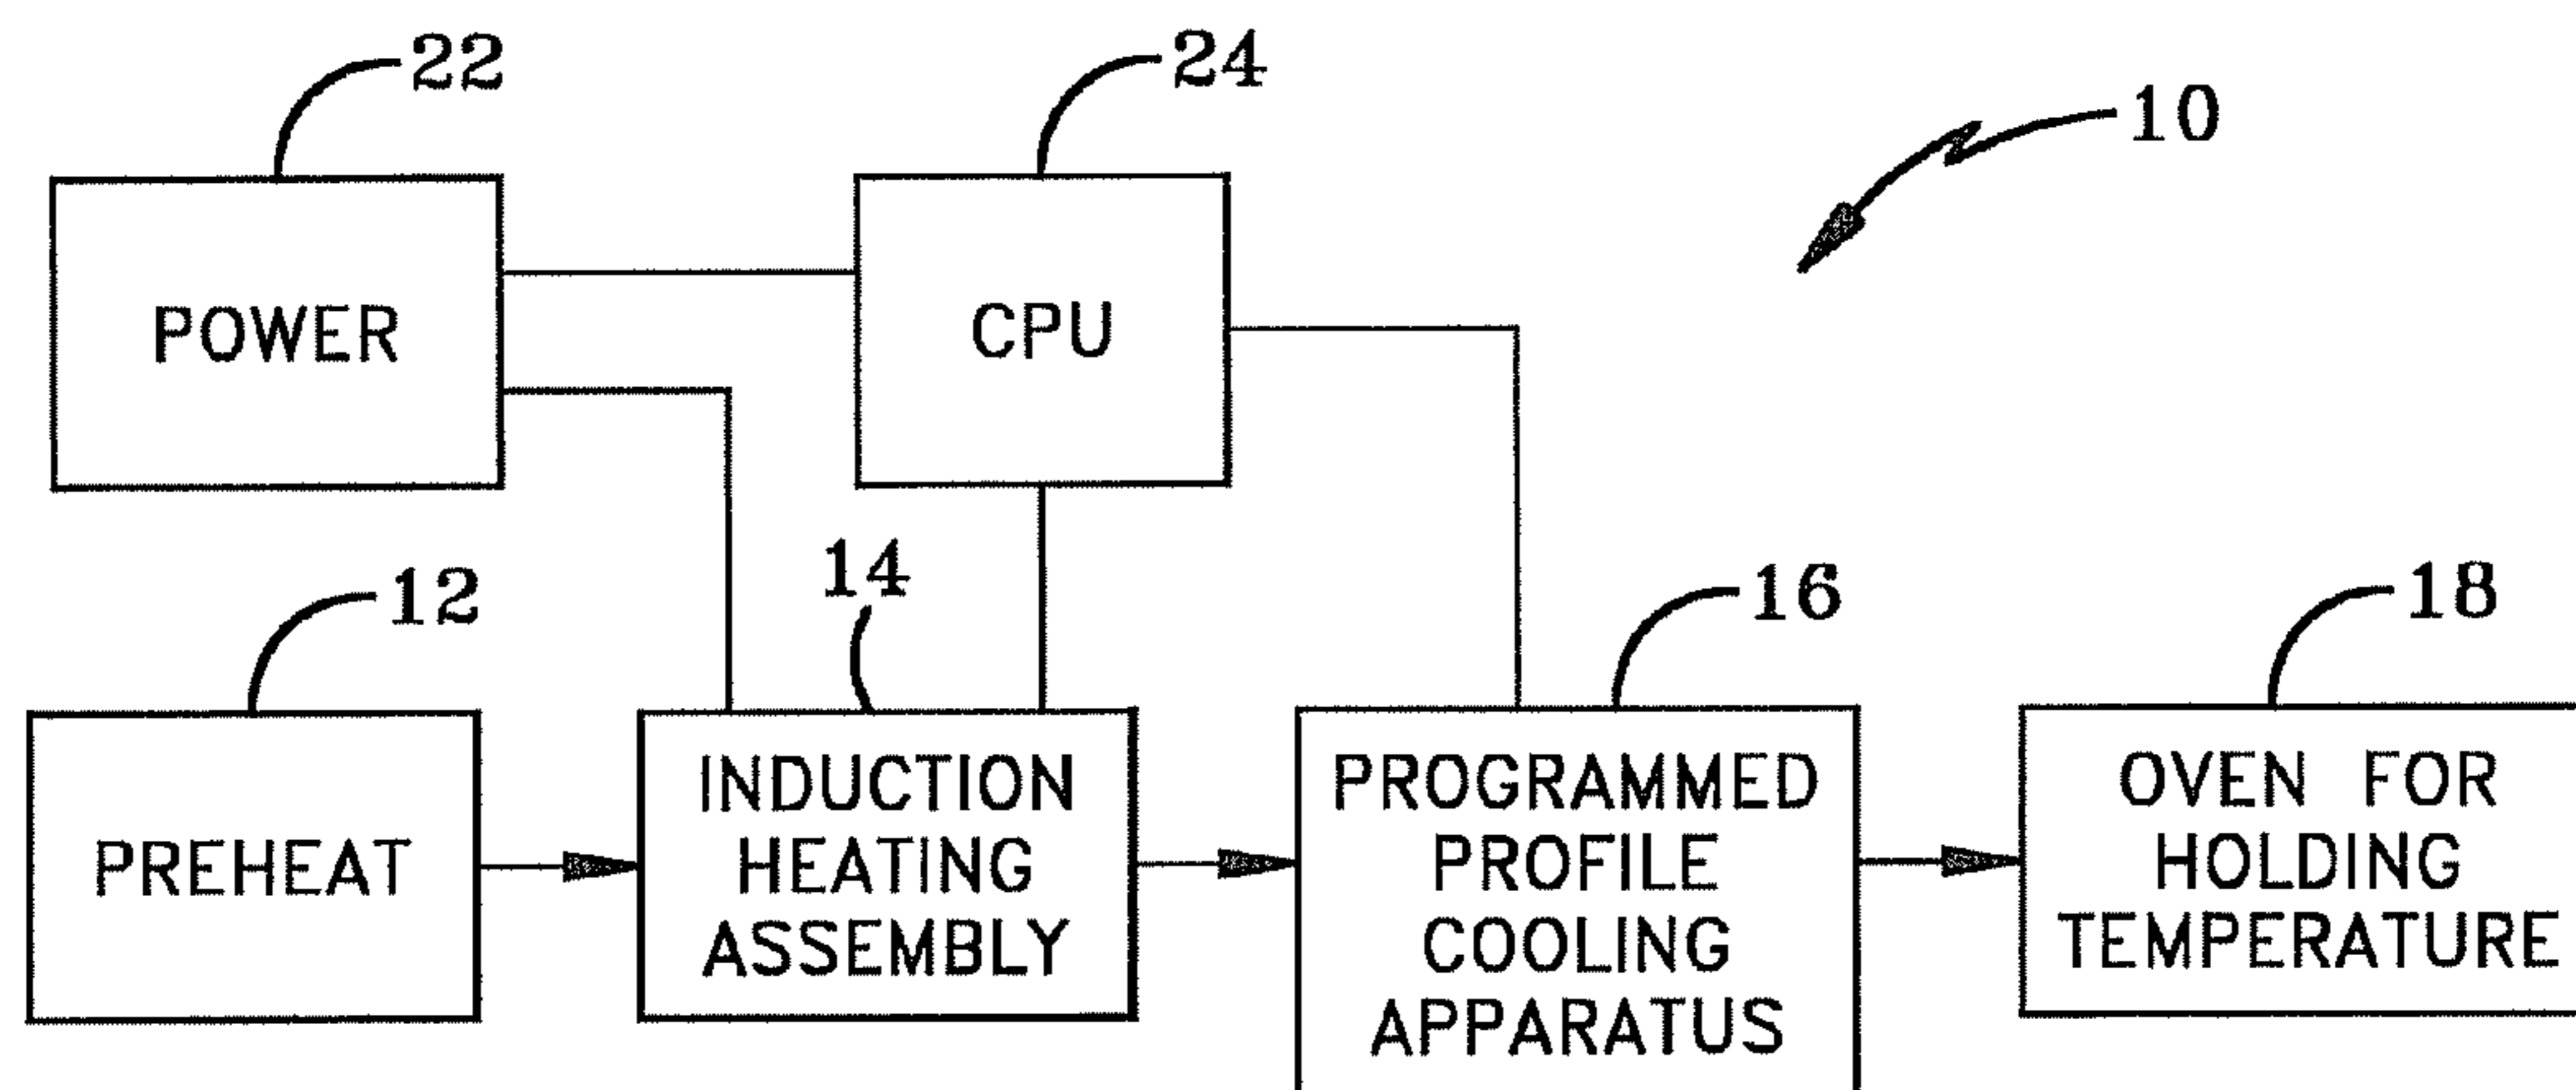 22
24
10
POWER
CPU
12
14
16
18
PREHEAT
INDUCTION
HEATING
ASSEMBLY
PROGRAMMED
PROFILE
COOLING
APPARATUS
OVEN FOR
HOLDING
TEMPERATURE